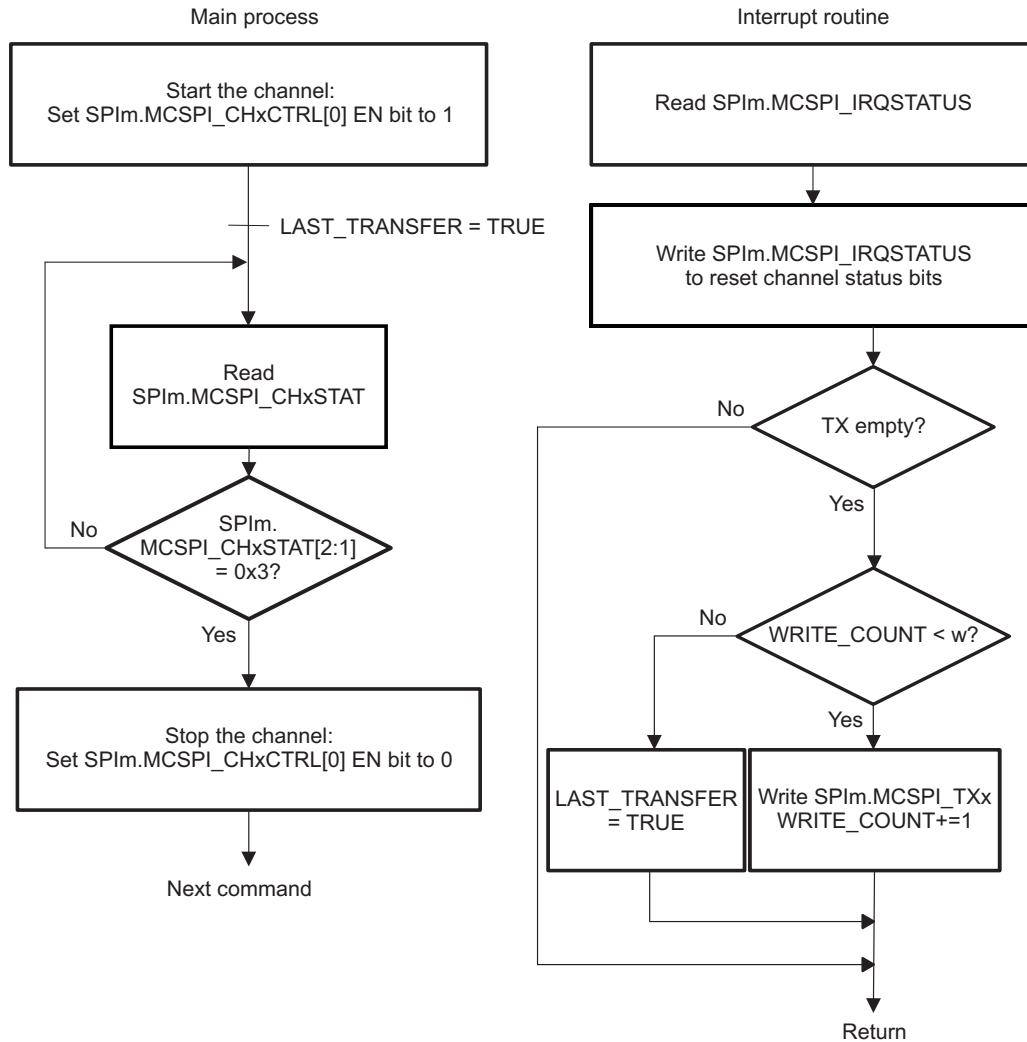 Main process
Start the channel:
Set SPIm.MCSPI_CHxCTRL[0] EN bit to 1
LAST_TRANSFER = TRUE
Read
SPIm.MCSPI_CHxSTAT
No
SPIm.
MCSPI_CHxSTAT[2:1]
= 0x3?
Yes
Stop the channel:
Set SPIm.MCSPI_CHxCTRL[0] EN bit to 0
Next command
Interrupt routine
Read SPIm.MCSPI_IRQSTATUS
Write SPIm.MCSPI_IRQSTATUS
to reset channel status bits
No
TX empty?
Yes
No
WRITE_COUNT < w?
Yes
LAST_TRANSFER
= TRUE
Write SPIm.MCSPI_TXx
WRITE_COUNT+=1
Return